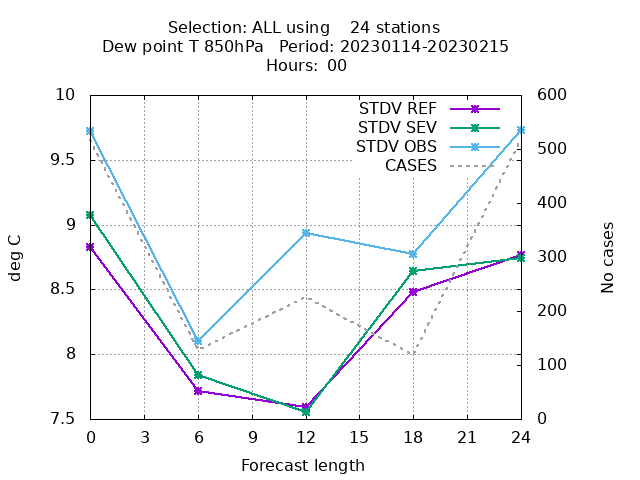 Selection: ALL using    24 stations
Dew point T 850hPa   Period: 20230114-20230215
Hours: 00
10
9.5
9
8.5
8
7.5
deg C
600
500
400
300
200
100
0
No cases
STDV REF
STDV SEV
STDV OBS
CASES
0 3 6 9 12 15 18 21 24
Forecast length